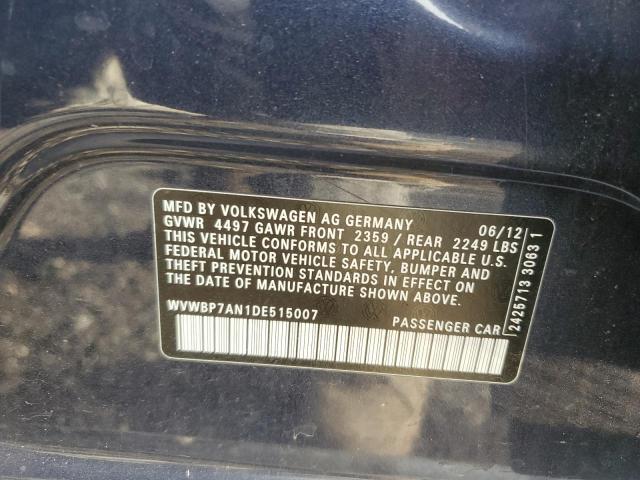 MFD BY VOLKSWAGEN AG GERMANY 06/12
GVWR 4497 GAWR FRONT 2359 / REAR 2249 LBS
THIS VEHICLE CONFORMS TO ALL APPLICABLE U.S.
FEDERAL MOTOR VEHICLE SAFETY, BUMPER AND
THEFT PREVENTION STANDARDS IN EFFECT ON
THE DATE OF MANUFACTURE SHOWN ABOVE.
WVWBP7AN1DE515007
PASSENGER CAR
2425713 3063 1